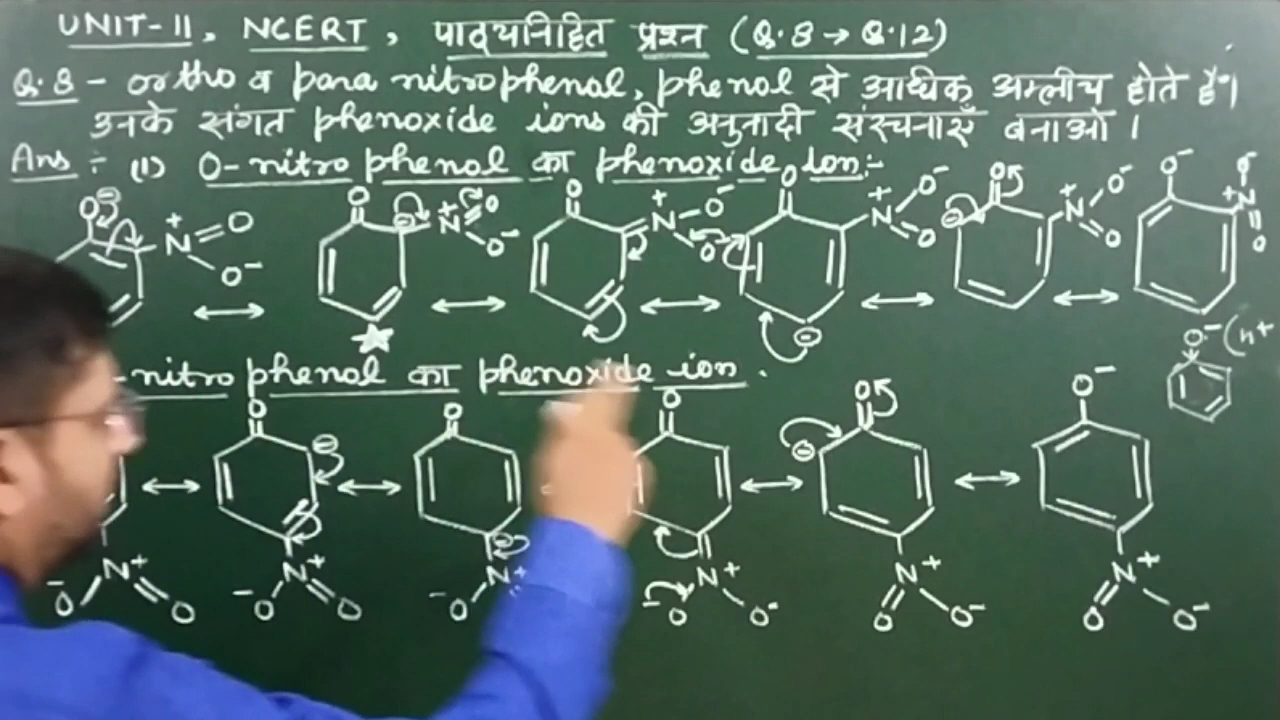 UNIT-11, NCERT, पाठ्यनिहित प्रश्न (Q.8 → Q.12)
Q.8 - ortho व para nitrophenol, phenol से अधिक अम्लीय होते हैं।
उनके संगत phenoxide ions की अनुनादी संरचनाएँ बनाओ।
Ans :- (1) O-nitro phenol का phenoxide Ion:-
O⊖ N⁺ O O⁻
O ⊖ N⁺ O O⁻
O N⁺ O⁻ O⁻
O ⊖ N⁺ O⁻ O
O ⊖ N⁺ O⁻ O
O⁻ N⁺ O⁻ O
O⁻
-nitro phenol का phenoxide ion.
N⁺ ⁻O O
O ⊖ N⁺ ⁻O O
O ⊖ N⁺ ⁻O
O N⁺ ⁻O O⁻
O ⊖ N⁺ O O⁻
O⁻ N⁺ O O⁻